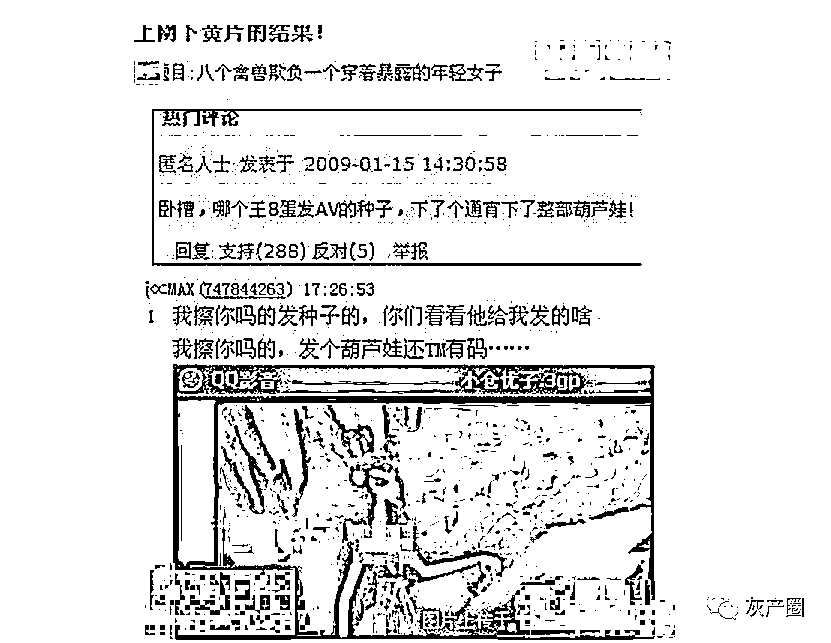 上网下黄片的结果!
目:八个禽兽欺负一个穿着暴露的年轻女子
热门评论
匿名人士 发表于 2009-01-15 14:30:58
卧槽，哪个王8蛋发AV的种子，下了个通宵下了整部葫芦娃!
回复 支持(288) 反对(5) 举报
MAX(747844263) 17:26:53
1 我擦你吗的发种子的，你们看看他给我发的啥
我擦你吗的，发个葫芦娃还TM有码……
QQ影音 小仓优子.3gp
图片上传于
灰产圈